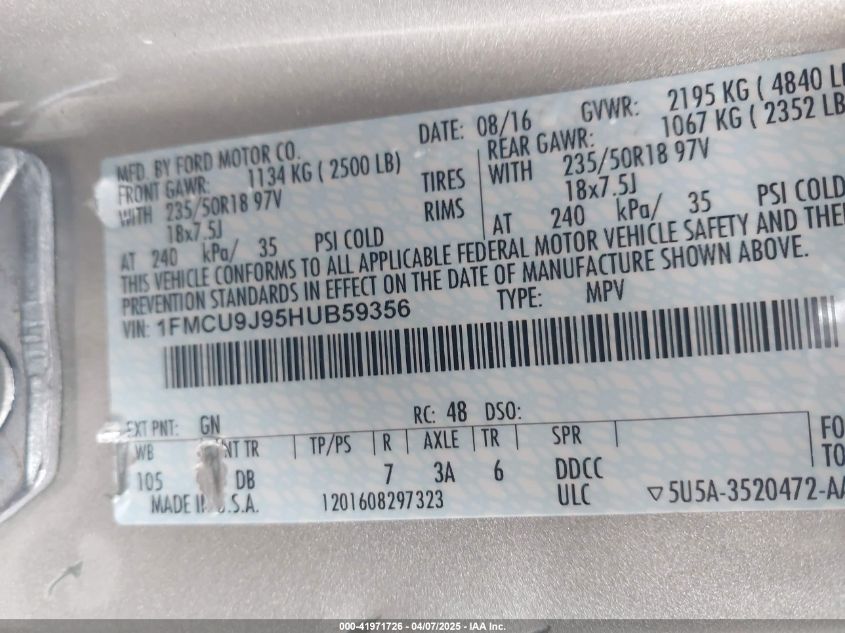 MFD. BY FORD MOTOR CO.
DATE: 08/16 GVWR: 2195 KG ( 4840 L
FRONT GAWR: 1134 KG ( 2500 LB)
REAR GAWR: 1067 KG ( 2352 LB
WITH 235/50R18 97V TIRES WITH 235/50R18 97V
18x7.5J RIMS 18x7.5J
AT 240 kPa/ 35 PSI COLD AT 240 kPa/ 35 PSI COLD
THIS VEHICLE CONFORMS TO ALL APPLICABLE FEDERAL MOTOR VEHICLE SAFETY AND THE
PREVENTION STANDARDS IN EFFECT ON THE DATE OF MANUFACTURE SHOWN ABOVE.
VIN: 1FMCU9J95HUB59356 TYPE: MPV
EXT PNT: GN RC: 48 DSO:
WB NT TR TP/PS R AXLE TR SPR FO
105 DB 7 3A 6 DDCC TO
MADE IN U.S.A. 1201608297323 ULC ▽5U5A-3520472-A
000-41971726 - 04/07/2025 - IAA Inc.